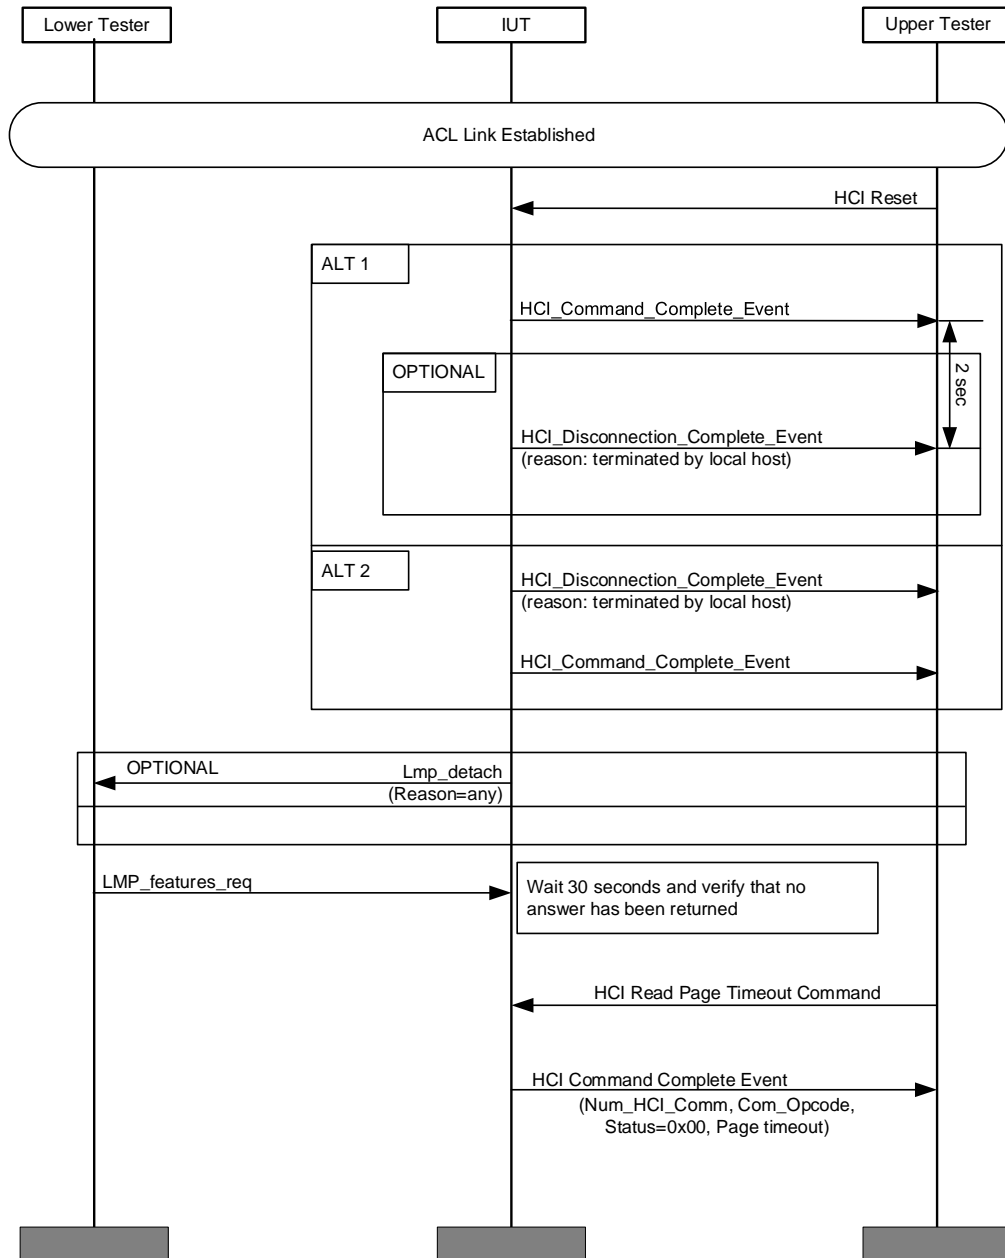 Lower Tester
IUT
Upper Tester
ACL Link Established
HCI Reset
ALT 1
HCI_Command_Complete_Event
OPTIONAL
2 sec
HCI_Disconnection_Complete_Event
(reason: terminated by local host)
ALT 2
HCI_Disconnection_Complete_Event
(reason: terminated by local host)
HCI_Command_Complete_Event
OPTIONAL
Lmp_detach
(Reason=any)
LMP_features_req
Wait 30 seconds and verify that no
answer has been returned
HCI Read Page Timeout Command
HCI Command Complete Event
(Num_HCI_Comm, Com_Opcode,
Status=0x00, Page timeout)